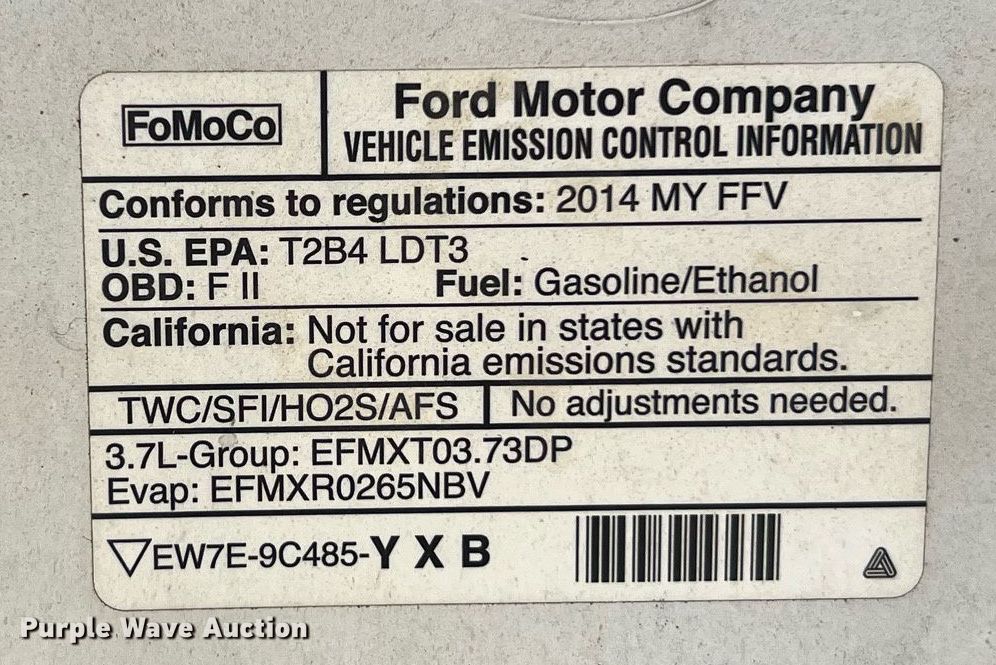 FoMoCo
Ford Motor Company
VEHICLE EMISSION CONTROL INFORMATION
Conforms to regulations: 2014 MY FFV
U.S. EPA: T2B4 LDT3
OBD: F II Fuel: Gasoline/Ethanol
California: Not for sale in states with
California emissions standards.
TWC/SFI/HO2S/AFS No adjustments needed.
3.7L-Group: EFMXT03.73DP
Evap: EFMXR0265NBV
EW7E-9C485-Y X B
Purple Wave Auction